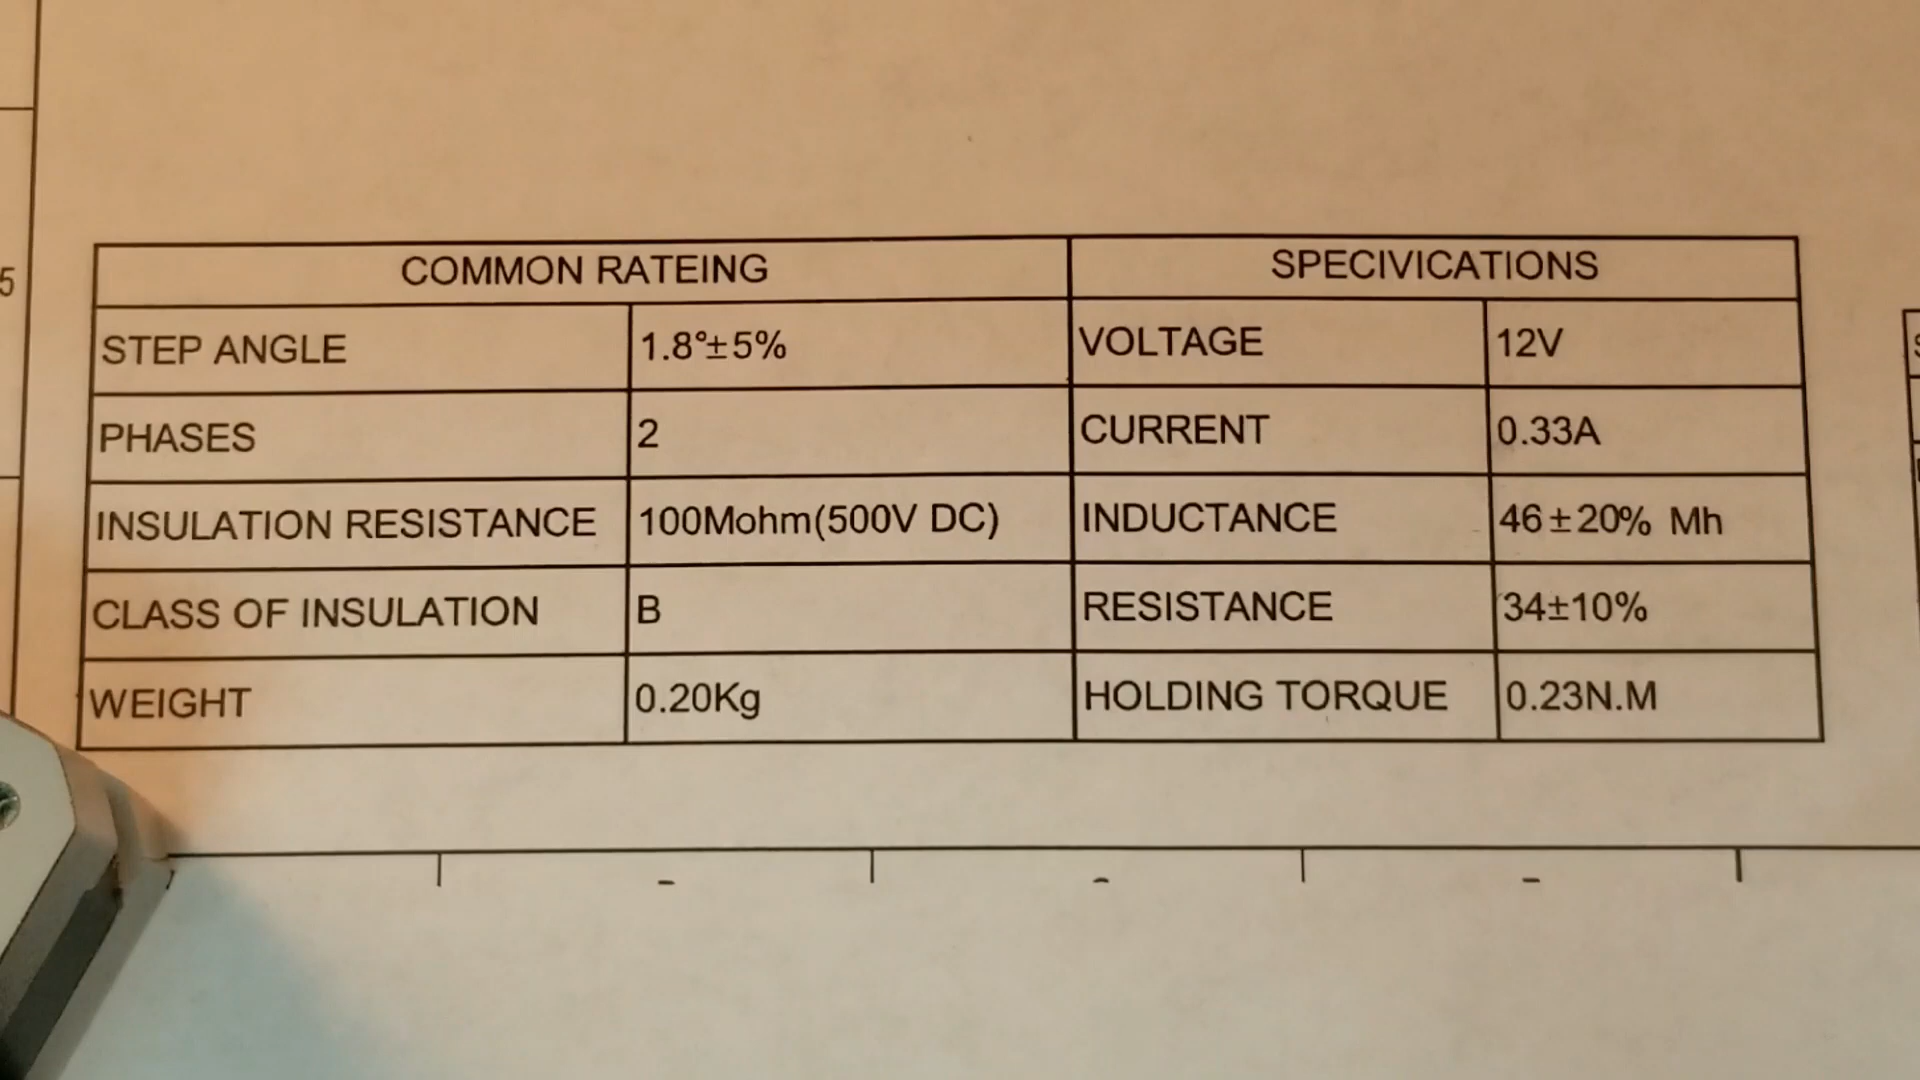 5
COMMON RATEING SPECIVICATIONS
STEP ANGLE 1.8°±5% VOLTAGE 12V
PHASES 2 CURRENT 0.33A
INSULATION RESISTANCE 100Mohm(500V DC) INDUCTANCE 46±20% Mh
CLASS OF INSULATION B RESISTANCE 34±10%
WEIGHT 0.20Kg HOLDING TORQUE 0.23N.M